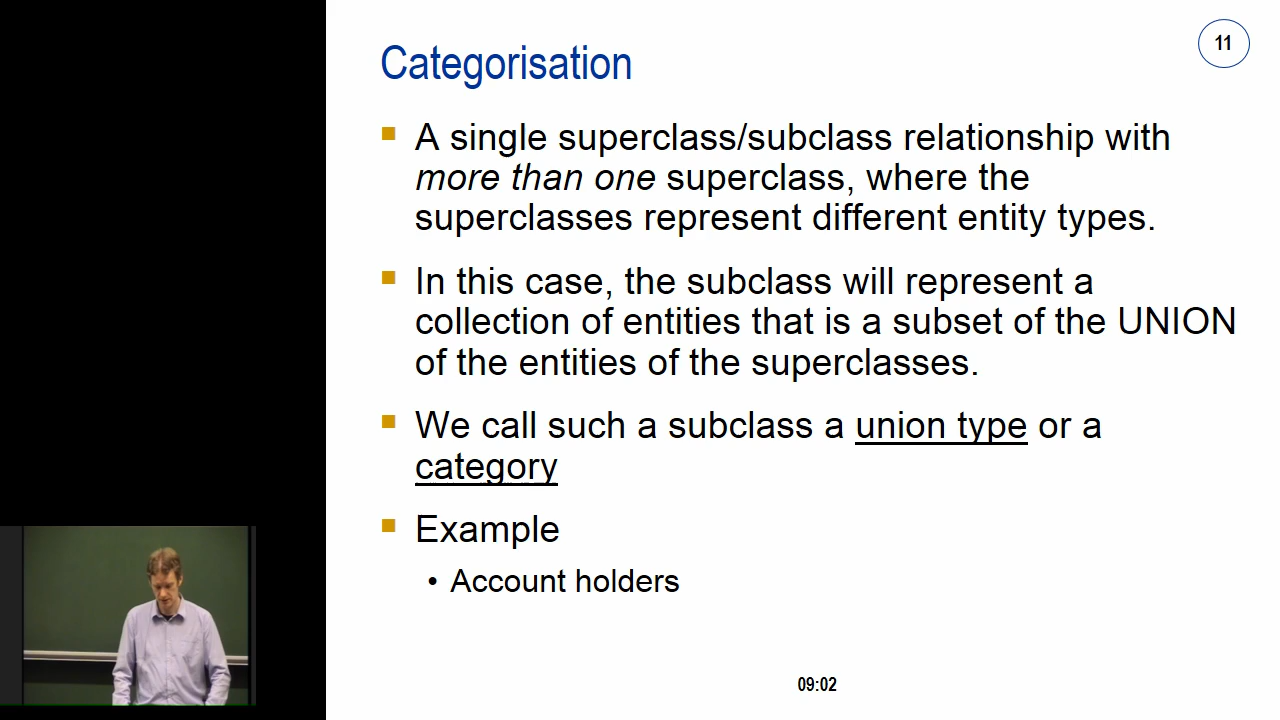 Categorisation
11
A single superclass/subclass relationship with
more than one superclass, where the
superclasses represent different entity types.
In this case, the subclass will represent a
collection of entities that is a subset of the UNION
of the entities of the superclasses.
We call such a subclass a union type or a
category
Example
• Account holders
09:02